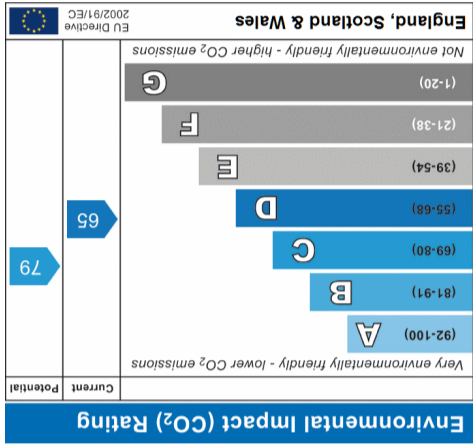 Environmental Impact (CO₂) Rating
Current Potential
Very environmentally friendly - lower CO₂ emissions
(92-100) A
(81-91) B
(69-80) C
(55-68) D
(39-54) E
(21-38) F
(1-20) G
65
79
Not environmentally friendly - higher CO₂ emissions
England, Scotland & Wales
EU Directive
2002/91/EC